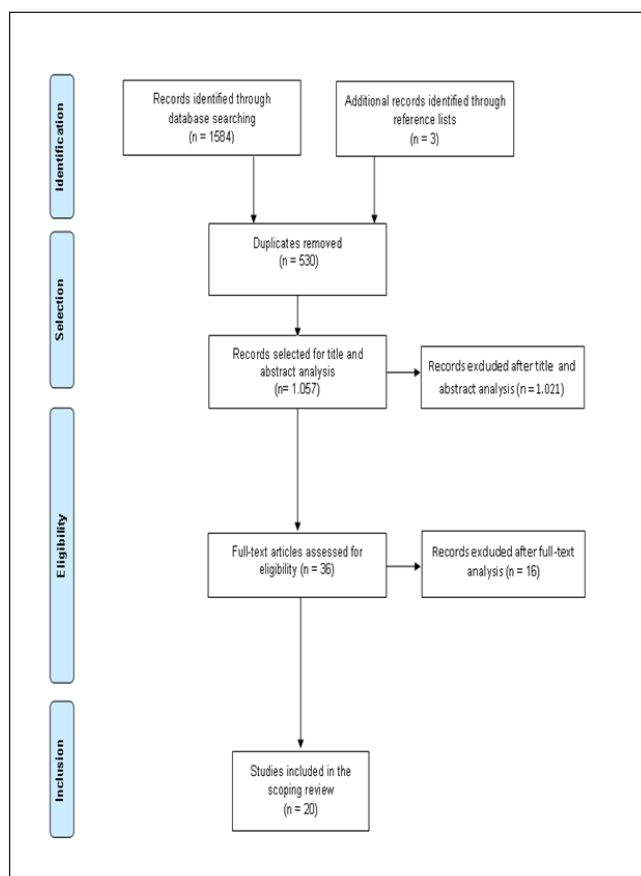 Identification
Records identified through
database searching
(n = 1584)
Additional records identified through
reference lists
(n = 3)
Selection
Duplicates removed
(n = 530)
Records selected for title and
abstract analysis
(n= 1.057)
Records excluded after title and
abstract analysis (n = 1.021)
Eligibility
Full-text articles assessed for
eligibility (n = 36)
Records excluded after full-text
analysis (n = 16)
Inclusion
Studies included in the
scoping review
(n = 20)